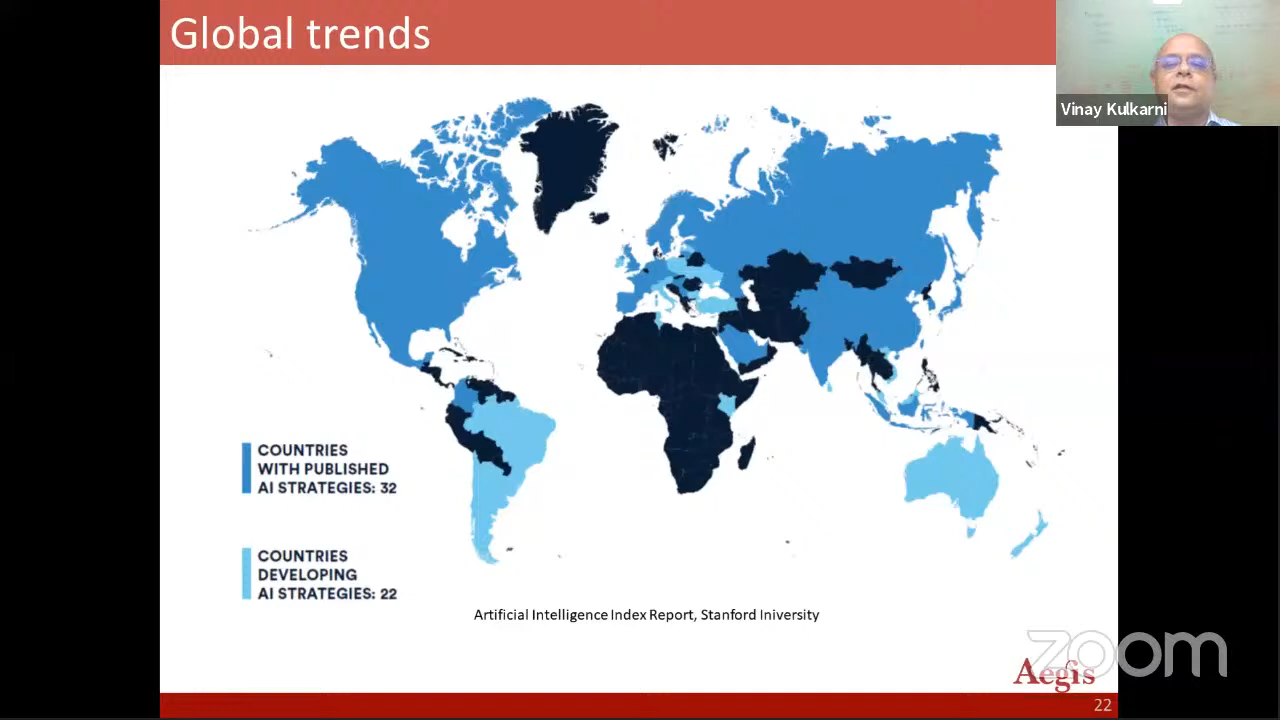 Global trends
Vinay Kulkarni
COUNTRIES
WITH PUBLISHED
AI STRATEGIES: 32
COUNTRIES
DEVELOPING
AI STRATEGIES: 22
Artificial Intelligence Index Report, Stanford Iniversity
zoom
Aegis
22